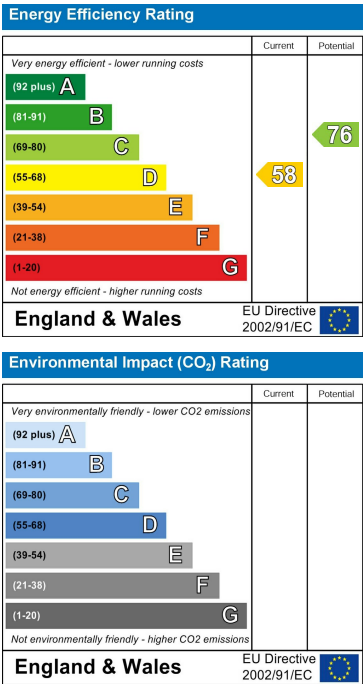 Energy Efficiency Rating
Current Potential
Very energy efficient - lower running costs
(92 plus) A
(81-91) B
(69-80) C
(55-68) D
(39-54) E
(21-38) F
(1-20) G
58
76
Not energy efficient - higher running costs
England & Wales
EU Directive
2002/91/EC
Environmental Impact (CO₂) Rating
Current Potential
Very environmentally friendly - lower CO2 emissions
(92 plus) A
(81-91) B
(69-80) C
(55-68) D
(39-54) E
(21-38) F
(1-20) G
Not environmentally friendly - higher CO2 emissions
England & Wales
EU Directive
2002/91/EC